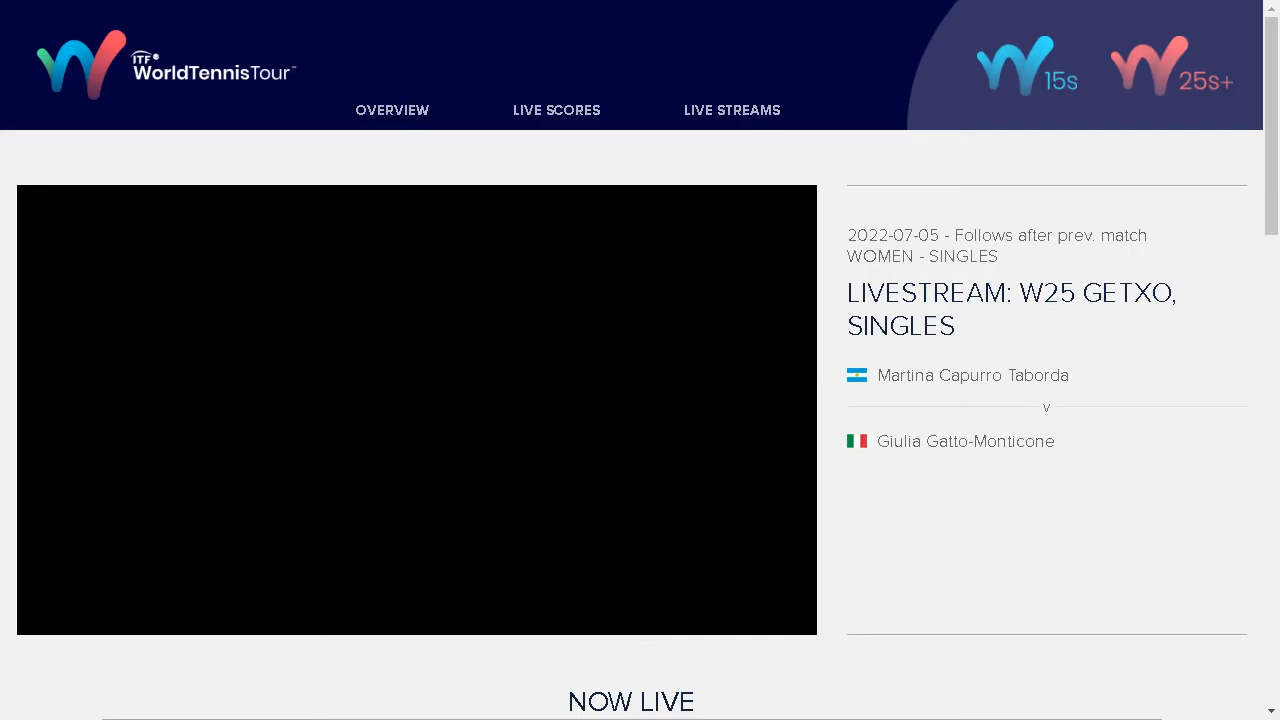 ITF
WorldTennisTour™
OVERVIEW
LIVE SCORES
LIVE STREAMS
15s
25s+
2022-07-05 - Follows after prev. match
WOMEN - SINGLES
LIVESTREAM: W25 GETXO,
SINGLES
Martina Capurro Taborda
v
Giulia Gatto-Monticone
NOW LIVE